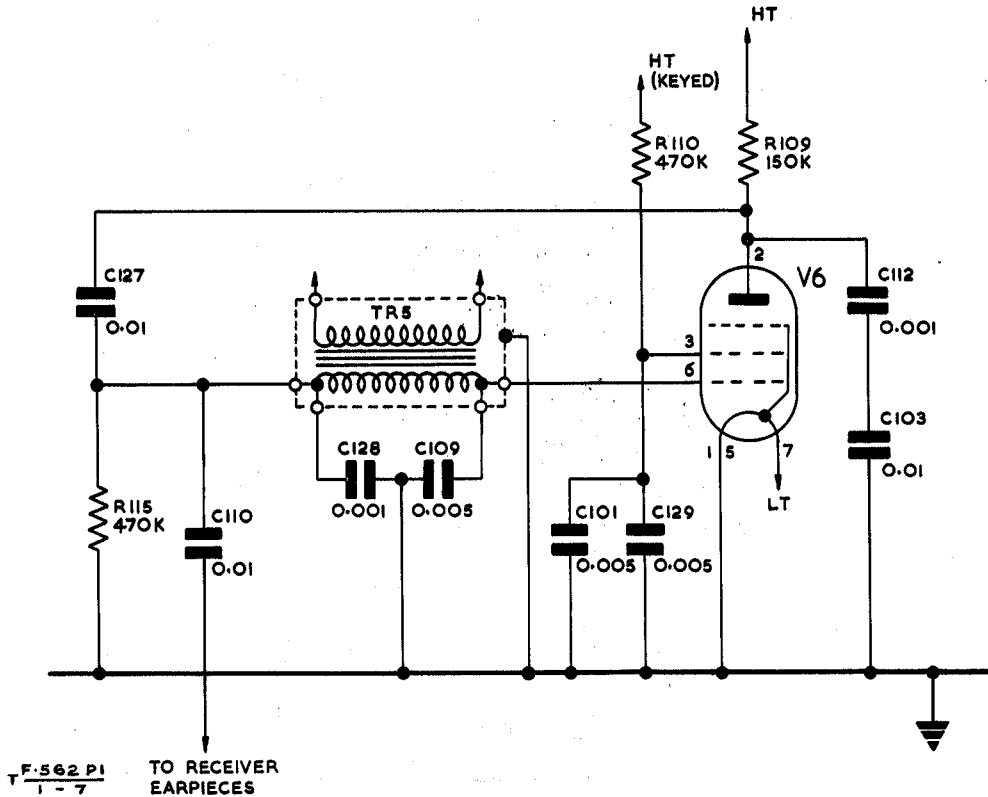 HT
HT
(KEYED)
R110
470K
R109
150K
C127
0.01
TR5
2
V6
C112
0.001
3
6
C128
0.001
C109
0.005
1
5
7
LT
C103
0.01
R115
470K
C110
0.01
C101
0.005
C129
0.005
T F.562 P1
1 - 7
TO RECEIVER
EARPIECES